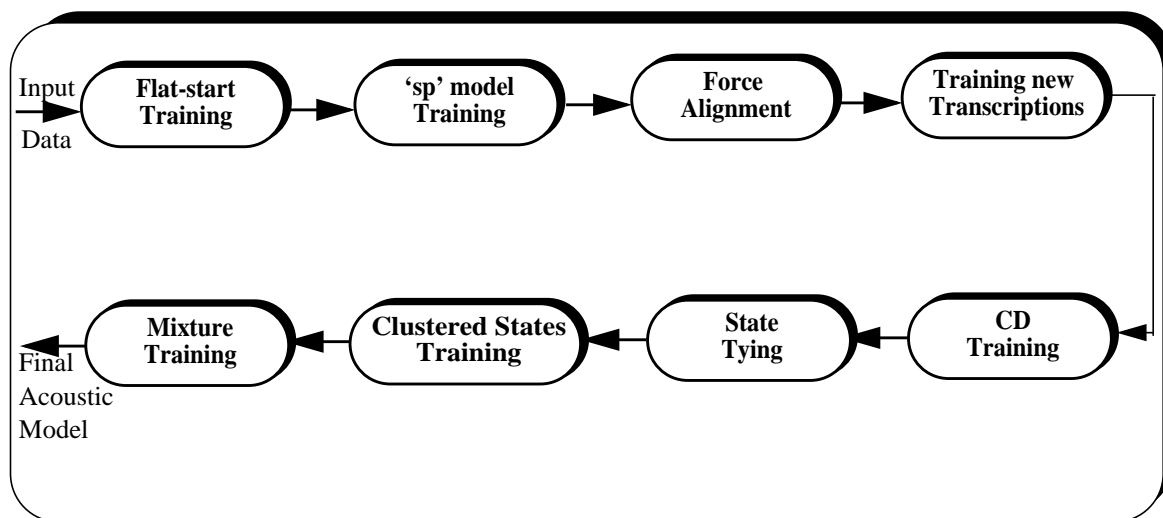 Input
Data
Flat-start
Training
‘sp’ model
Training
Force
Alignment
Training new
Transcriptions
CD
Training
State
Tying
Clustered States
Training
Mixture
Training
Final
Acoustic
Model